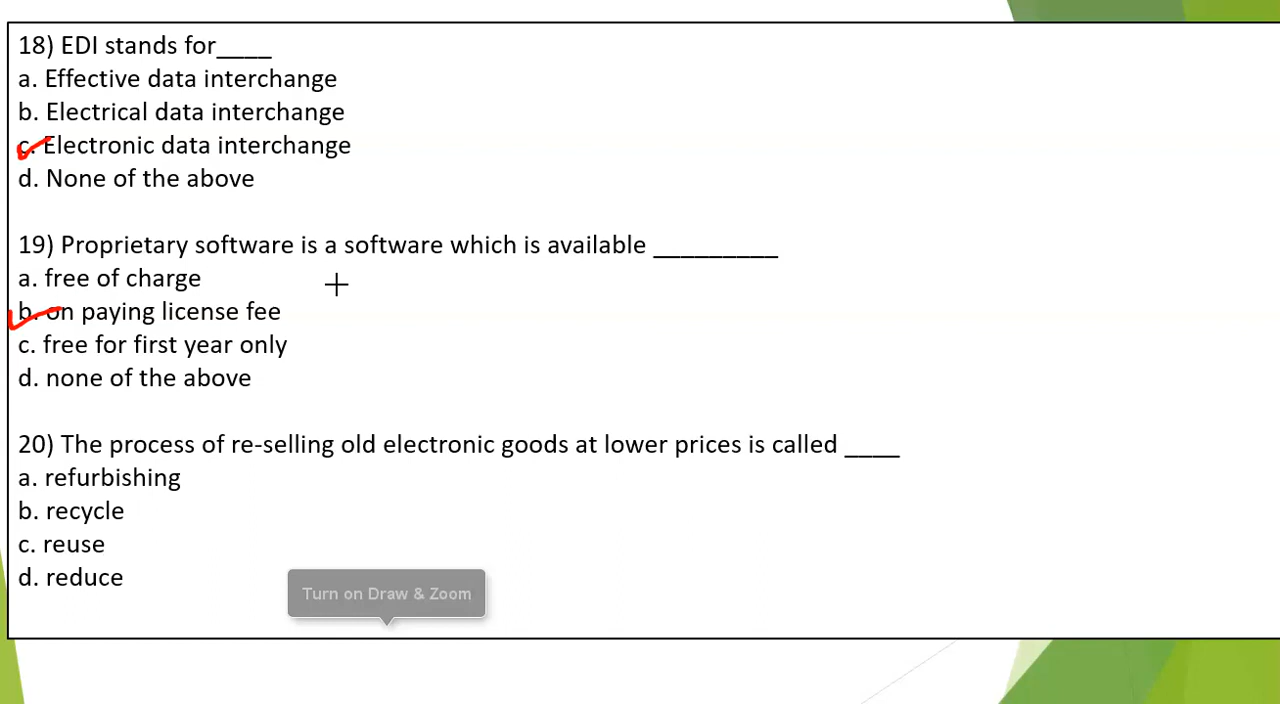 18) EDI stands for____
a. Effective data interchange
b. Electrical data interchange
c. Electronic data interchange
d. None of the above
19) Proprietary software is a software which is available _________
a. free of charge
b. on paying license fee
c. free for first year only
d. none of the above
20) The process of re-selling old electronic goods at lower prices is called ____
a. refurbishing
b. recycle
c. reuse
d. reduce
Turn on Draw & Zoom